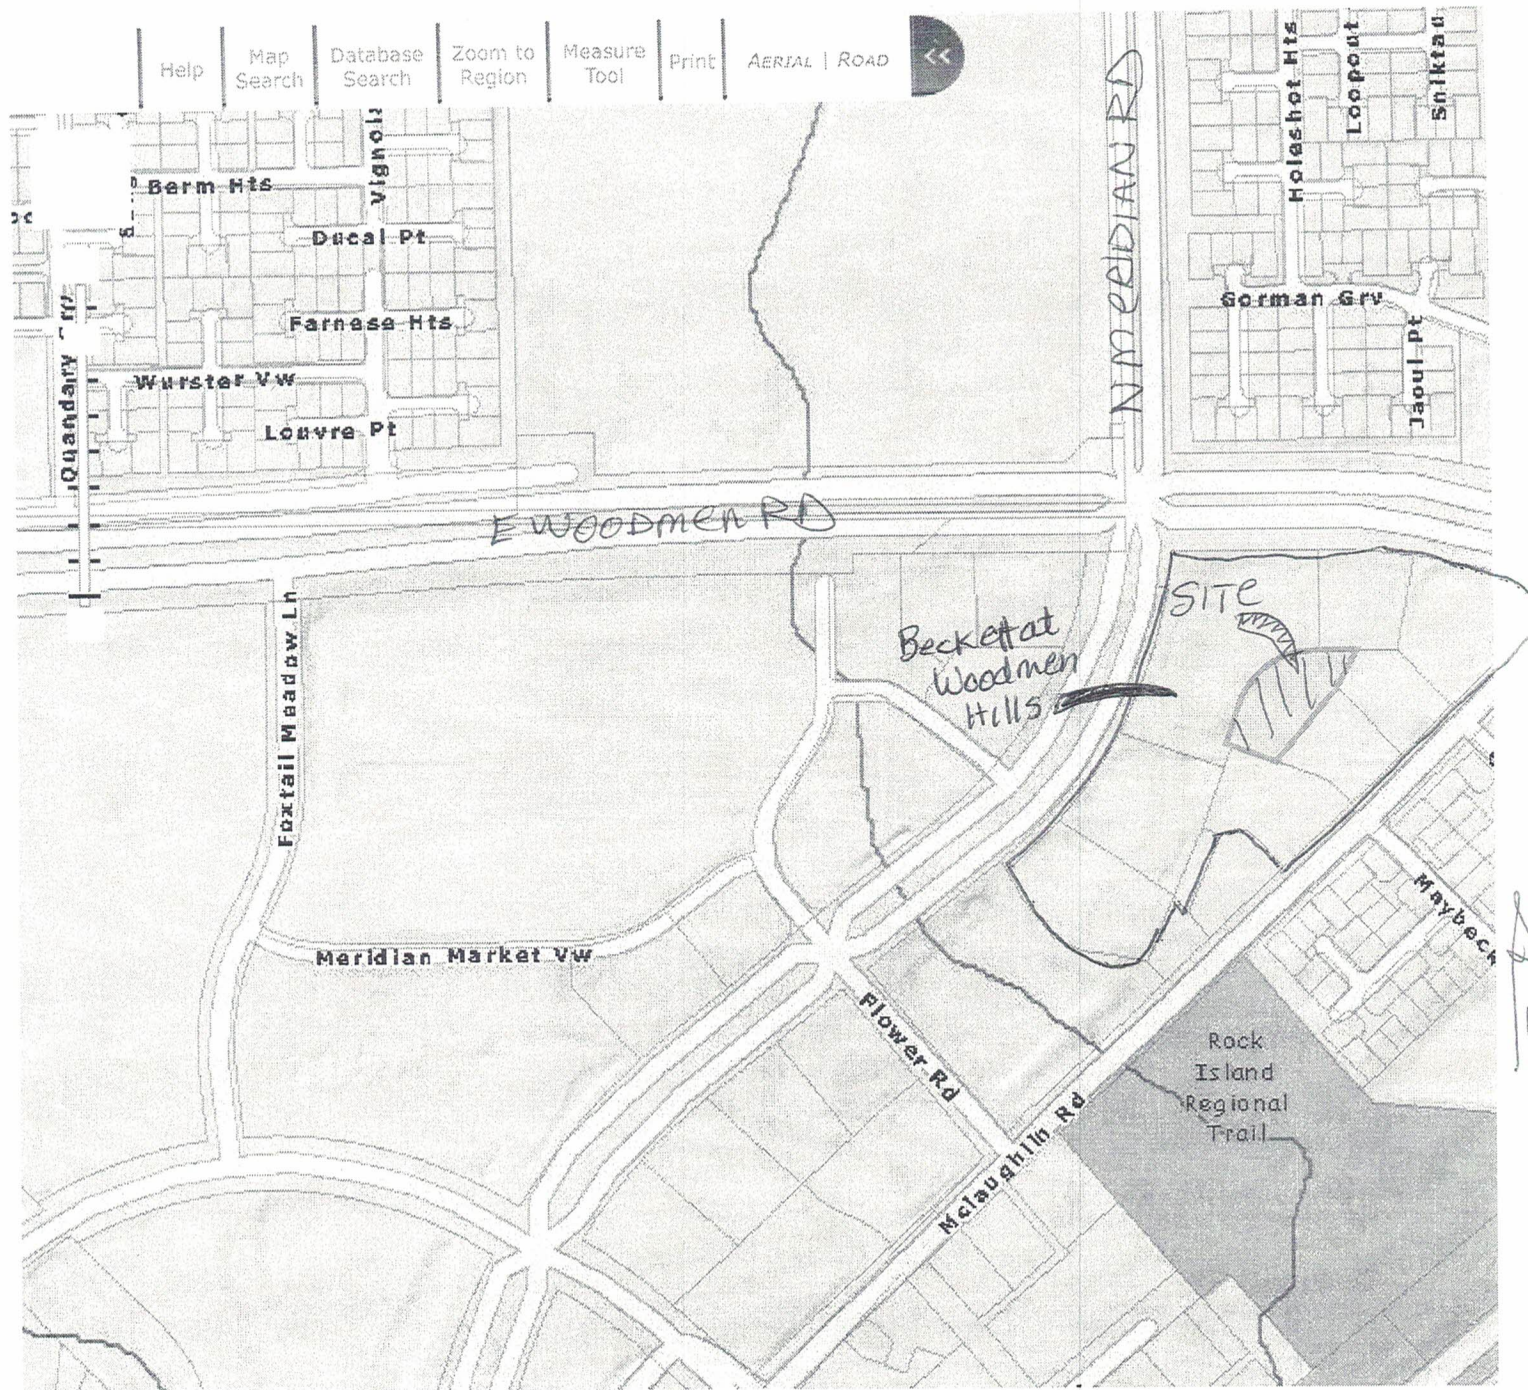 Help
Map
Search
Database
Search
Zoom to
Region
Measure
Tool
Print
AERIAL | ROAD
<<
Berm Hts
Ducal Pt
Farnese Hts
Wurster Vw
Louvre Pt
Quandary
N MERIDIAN RD
Holeshot Hts
Loopout
Sniktau
Gorman Grv
Jaoul Pt
E WOODMEN RD
Foxtail Meadow Ln
SITE
Beckett at
Woodmen
Hills
Meridian Market Vw
Flower Rd
Mclaughlin Rd
Maybeck
Rock
Island
Regional
Trail